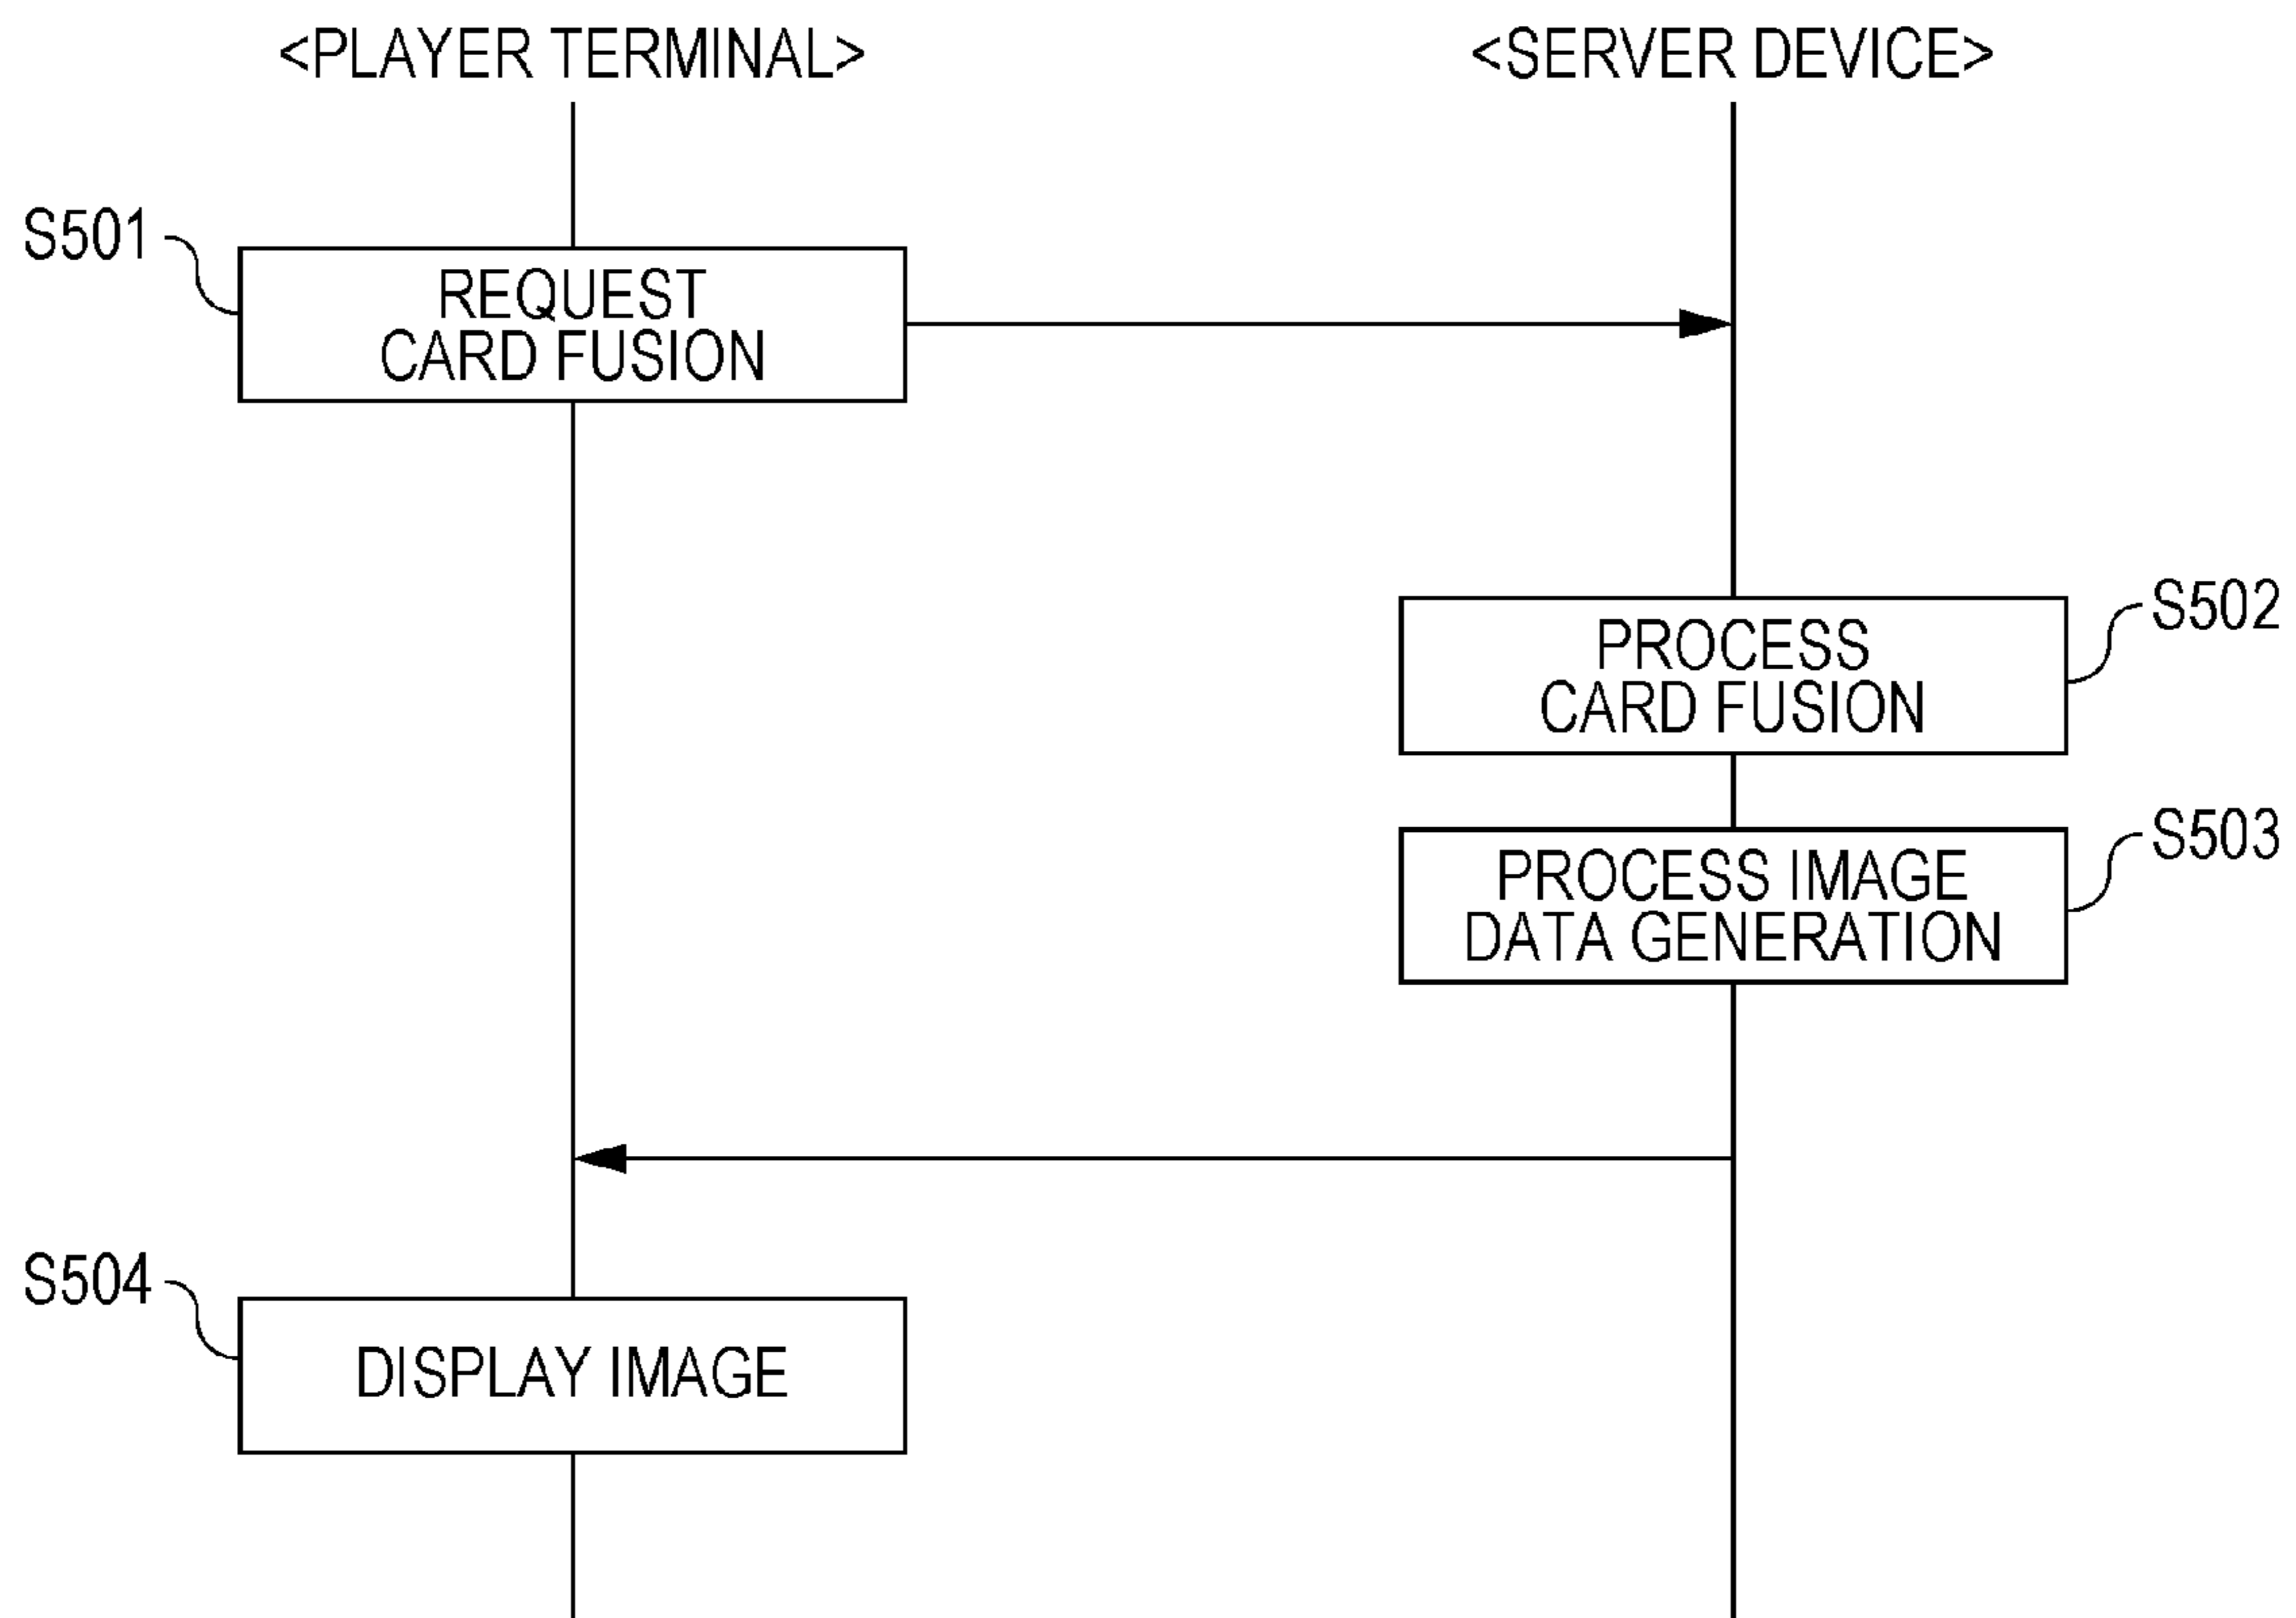 <PLAYER TERMINAL>
<SERVER DEVICE>
S501
REQUEST
CARD FUSION
S502
PROCESS
CARD FUSION
S503
PROCESS IMAGE
DATA GENERATION
S504
DISPLAY IMAGE